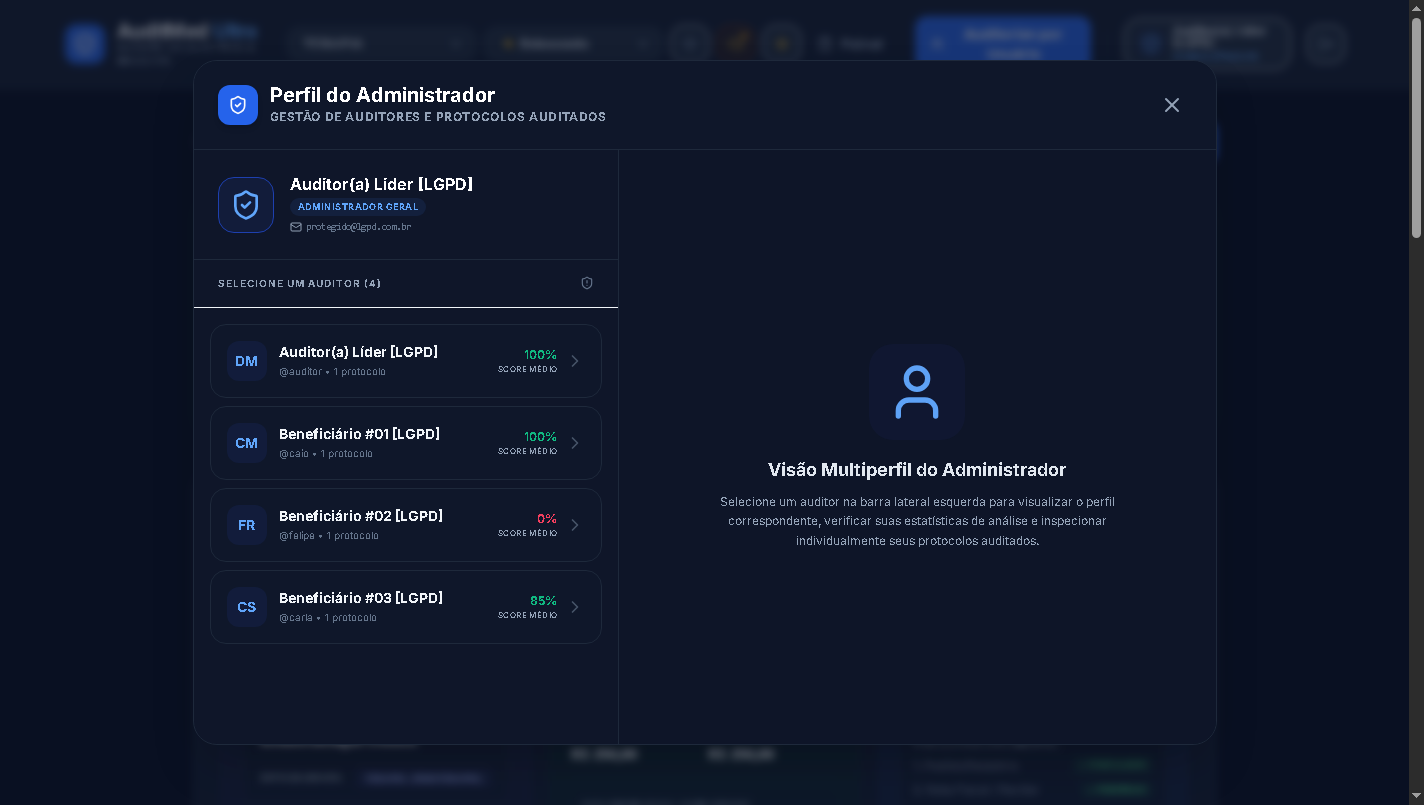 Perfil do Administrador
GESTÃO DE AUDITORES E PROTOCOLOS AUDITADOS
Auditor(a) Líder [LGPD]
ADMINISTRADOR GERAL
protegido@lgpd.com.br
SELECIONE UM AUDITOR (4)
DM
Auditor(a) Líder [LGPD]
@auditor • 1 protocolo
100%
SCORE MÉDIO
CM
Beneficiário #01 [LGPD]
@caio • 1 protocolo
100%
SCORE MÉDIO
FR
Beneficiário #02 [LGPD]
@felipe • 1 protocolo
0%
SCORE MÉDIO
CS
Beneficiário #03 [LGPD]
@carla • 1 protocolo
85%
SCORE MÉDIO
Visão Multiperfil do Administrador
Selecione um auditor na barra lateral esquerda para visualizar o perfil
correspondente, verificar suas estatísticas de análise e inspecionar
individualmente seus protocolos auditados.